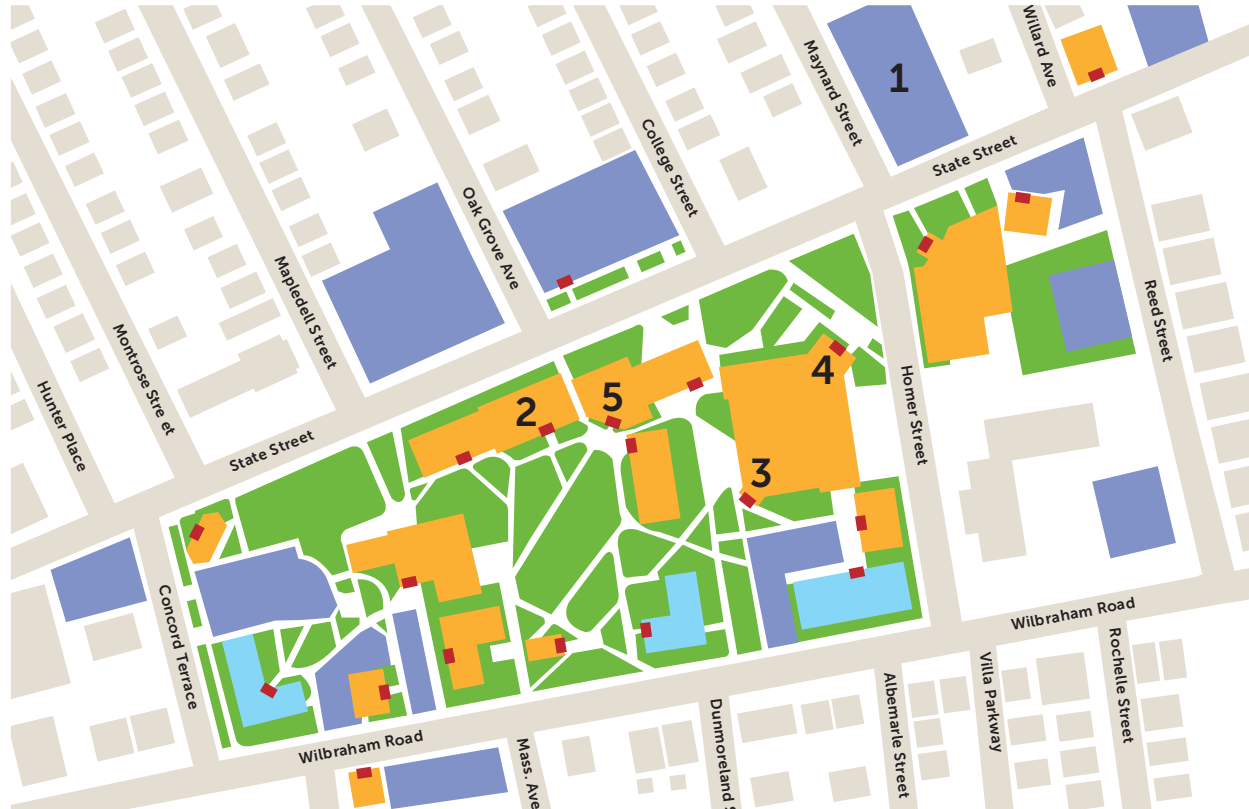 Willard Ave
Maynard Street
1
College Street
State Street
Oak Grove Ave
Mapledell Street
Reed Street
Montrose Stre et
4
Hunter Place
5
2
Homer Street
State Street
3
Concord Terrace
Wilbraham Road
Rochelle Street
Villa Parkway
Albemarle Street
Dunmoreland S
Wilbraham Road
Mass. Ave